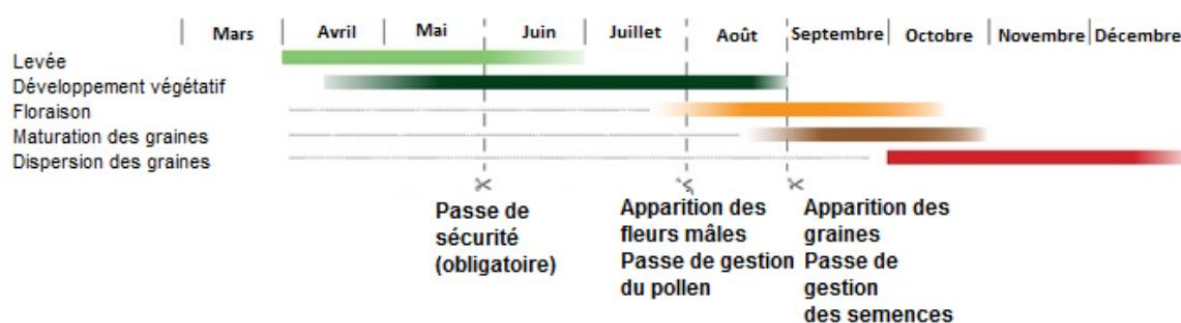 Mars Avril Mai Juin Juillet Août Septembre Octobre Novembre Décembre
Levée
Développement végétatif
Floraison
Maturation des graines
Dispersion des graines
Passe de
sécurité
(obligatoire)
Apparition des
fleurs mâles
Passe de gestion
du pollen
Apparition des
graines
Passe de
gestion
des semences